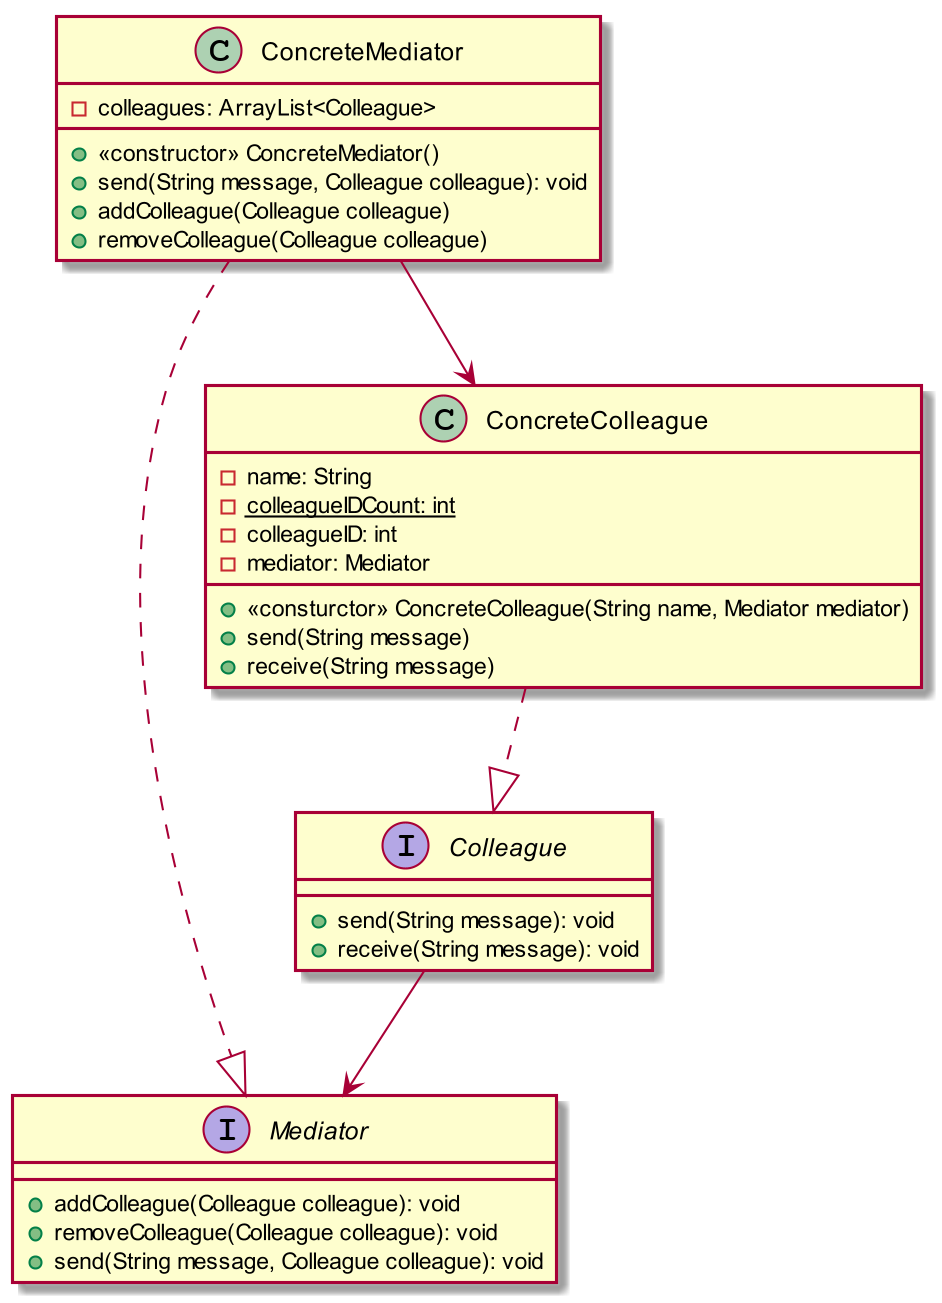 C ConcreteMediator
colleagues: ArrayList<Colleague>
«constructor» ConcreteMediator()
send(String message, Colleague colleague): void
addColleague(Colleague colleague)
removeColleague(Colleague colleague)
C ConcreteColleague
name: String
colleagueIDCount: int
colleagueID: int
mediator: Mediator
«consturctor» ConcreteColleague(String name, Mediator mediator)
send(String message)
receive(String message)
I Colleague
send(String message): void
receive(String message): void
I Mediator
addColleague(Colleague colleague): void
removeColleague(Colleague colleague): void
send(String message, Colleague colleague): void